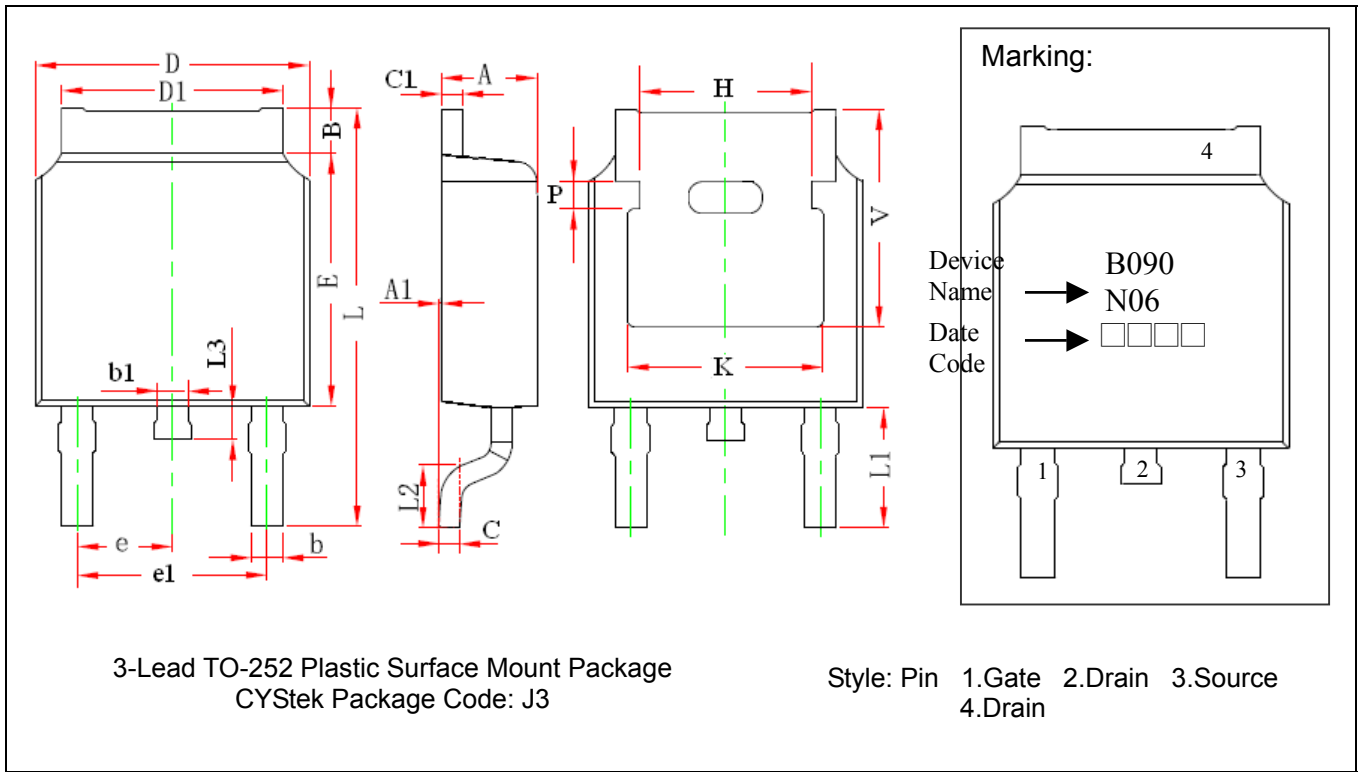 D
D1
B
E
L
L3
b1
e
e1
b
C1
A
A1
L2
C
H
P
V
K
L1
Marking:
4
Device
Name
B090
N06
Date
Code
□□□□
1
2
3
3-Lead TO-252 Plastic Surface Mount Package
CYStek Package Code: J3
Style: Pin 1.Gate 2.Drain 3.Source
4.Drain